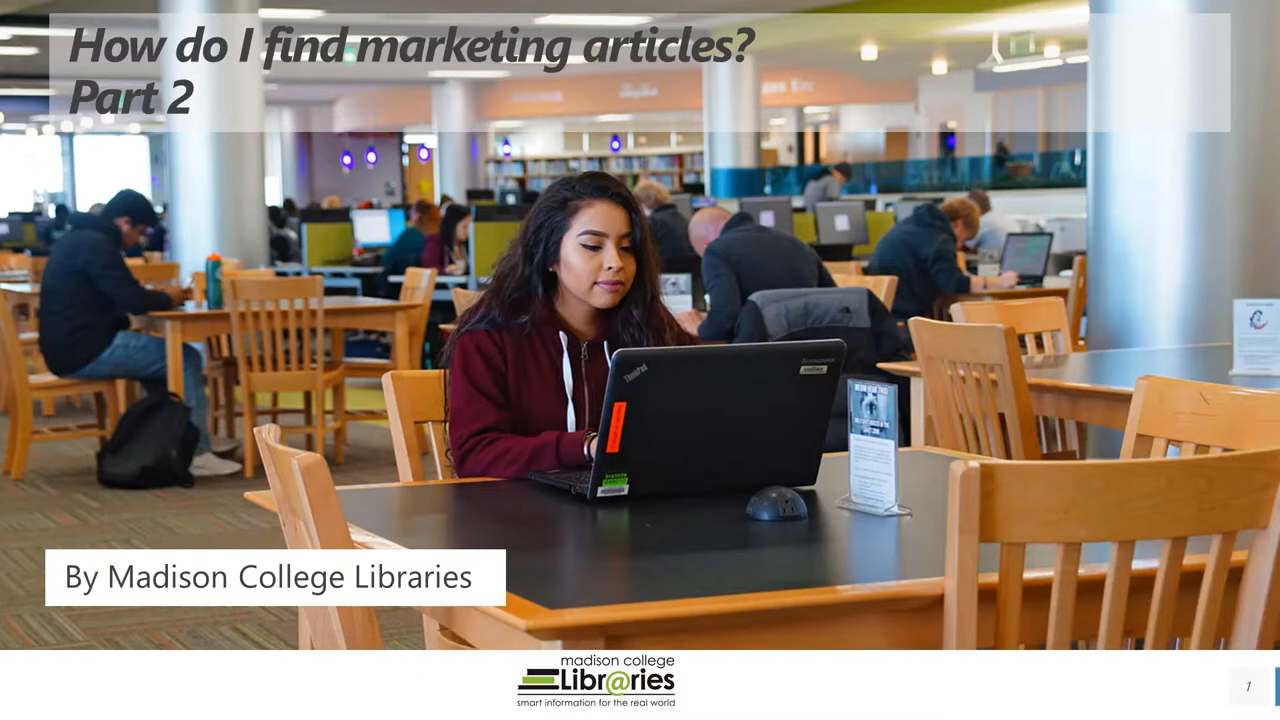 How do I find marketing articles?
Part 2
ThinkPad
By Madison College Libraries
madison college
Libr@ries
smart information for the real world
1